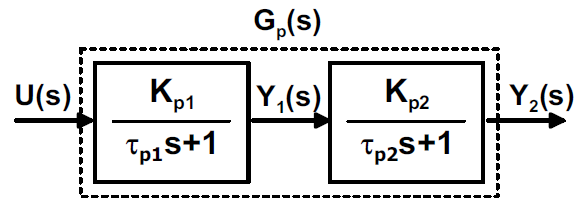 Gp(s)
U(s)
Kp1
τp1s+1
Y1(s)
Kp2
τp2s+1
Y2(s)